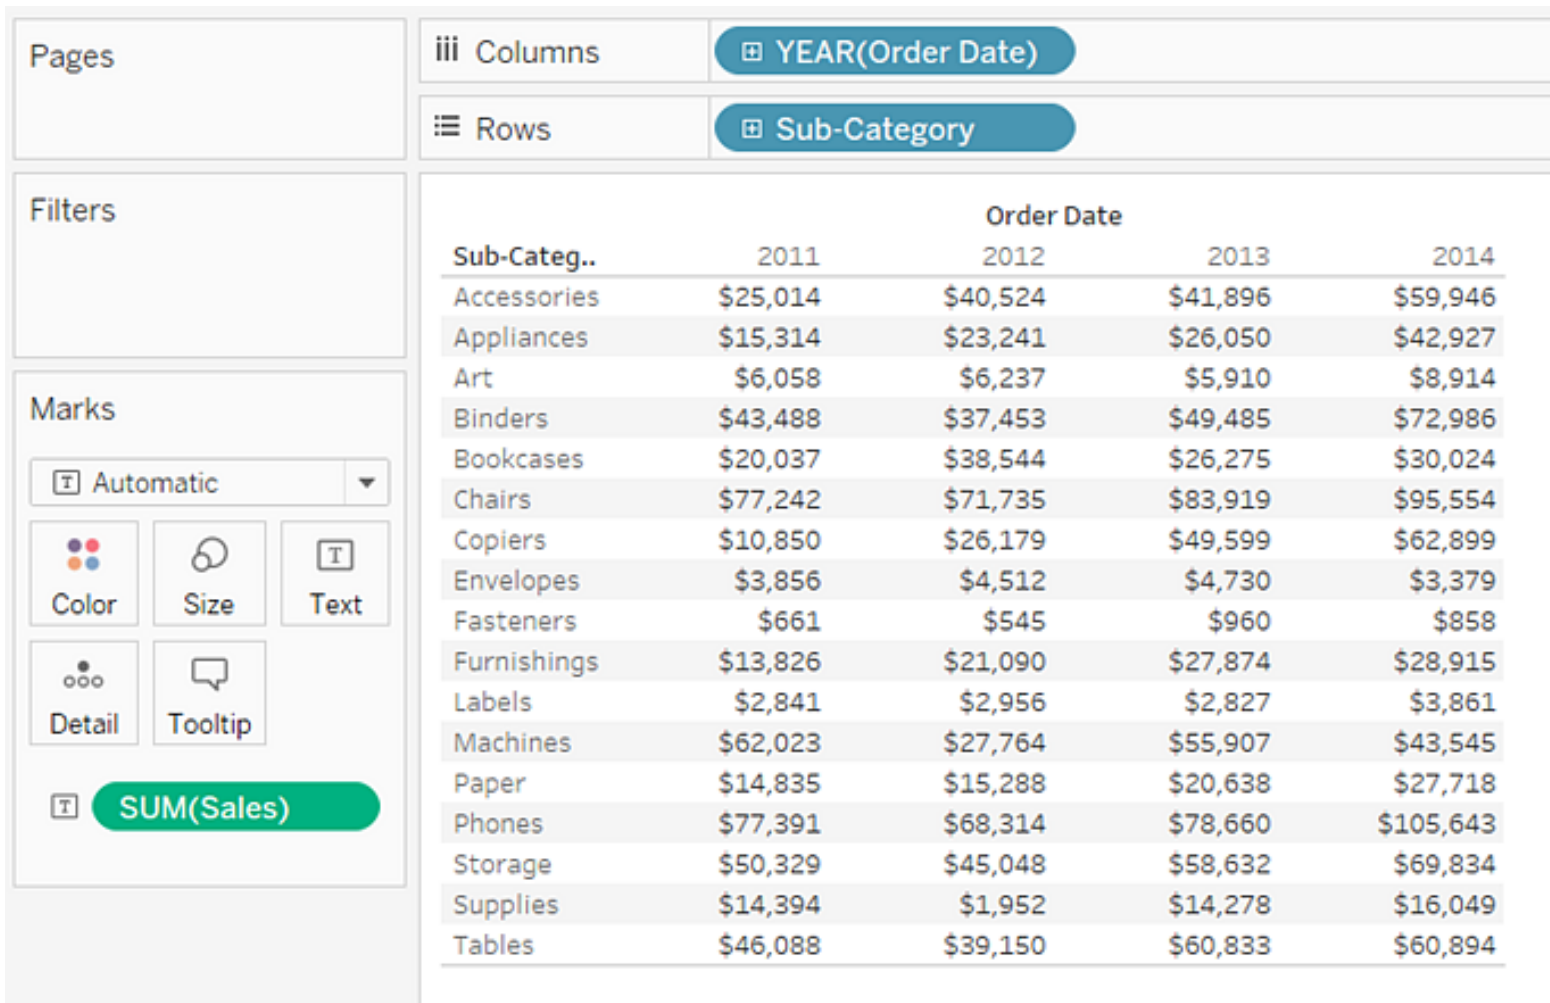 Pages
Filters
Marks
Automatic
Color Size Text
Detail Tooltip
SUM(Sales)
Columns YEAR(Order Date)
Rows Sub-Category
Order Date
Sub-Categ.. 2011 2012 2013 2014
Accessories $25,014 $40,524 $41,896 $59,946
Appliances $15,314 $23,241 $26,050 $42,927
Art $6,058 $6,237 $5,910 $8,914
Binders $43,488 $37,453 $49,485 $72,986
Bookcases $20,037 $38,544 $26,275 $30,024
Chairs $77,242 $71,735 $83,919 $95,554
Copiers $10,850 $26,179 $49,599 $62,899
Envelopes $3,856 $4,512 $4,730 $3,379
Fasteners $661 $545 $960 $858
Furnishings $13,826 $21,090 $27,874 $28,915
Labels $2,841 $2,956 $2,827 $3,861
Machines $62,023 $27,764 $55,907 $43,545
Paper $14,835 $15,288 $20,638 $27,718
Phones $77,391 $68,314 $78,660 $105,643
Storage $50,329 $45,048 $58,632 $69,834
Supplies $14,394 $1,952 $14,278 $16,049
Tables $46,088 $39,150 $60,833 $60,894